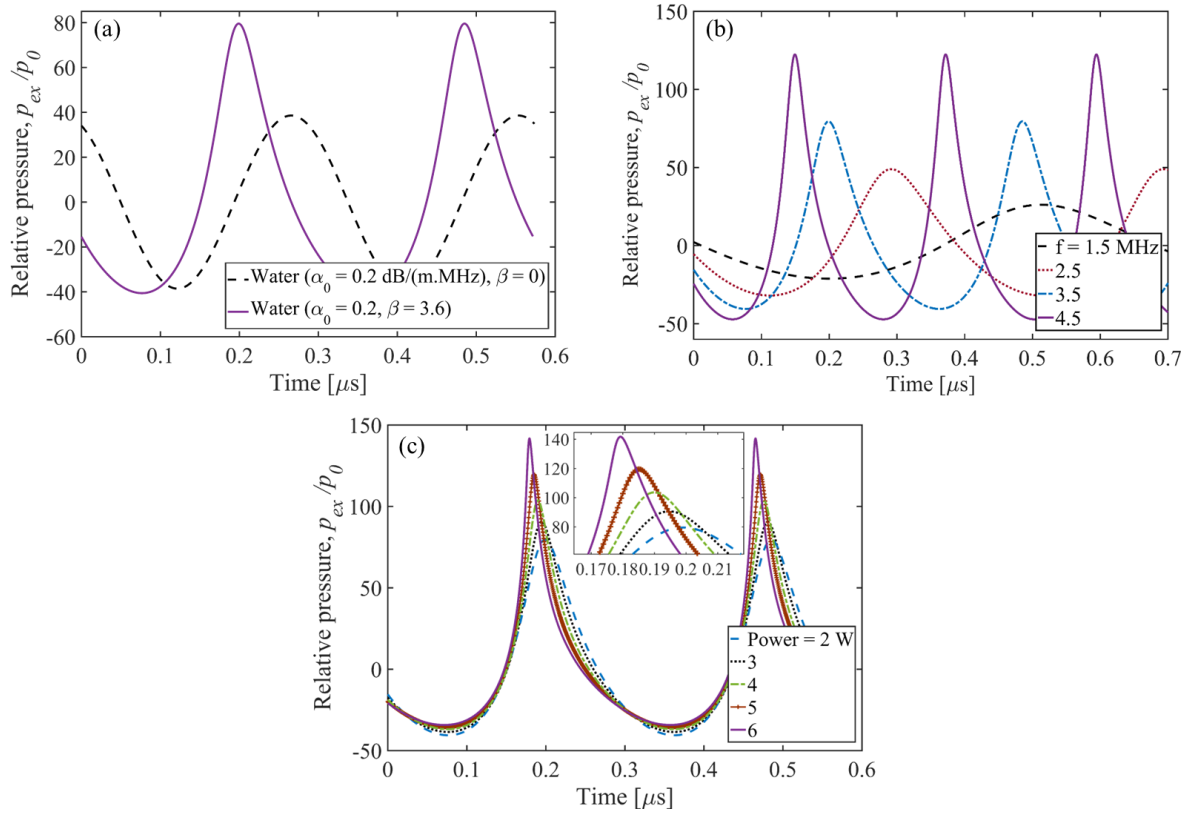 (a)
80
60
40
20
0
-20
-40
-60
Relative pressure, p_ex/p_0
Water (α_0 = 0.2 dB/(m.MHz), β = 0)
Water (α_0 = 0.2, β = 3.6)
0 0.1 0.2 0.3 0.4 0.5 0.6
Time [μs]
(b)
150
100
50
0
-50
Relative pressure, p_ex/p_0
f = 1.5 MHz
2.5
3.5
4.5
0 0.1 0.2 0.3 0.4 0.5 0.6 0.7
Time [μs]
(c)
150
100
50
0
-50
Relative pressure, p_ex/p_0
140
120
100
80
0.17 0.18 0.19 0.2 0.21
Power = 2 W
3
4
5
6
0 0.1 0.2 0.3 0.4 0.5 0.6
Time [μs]